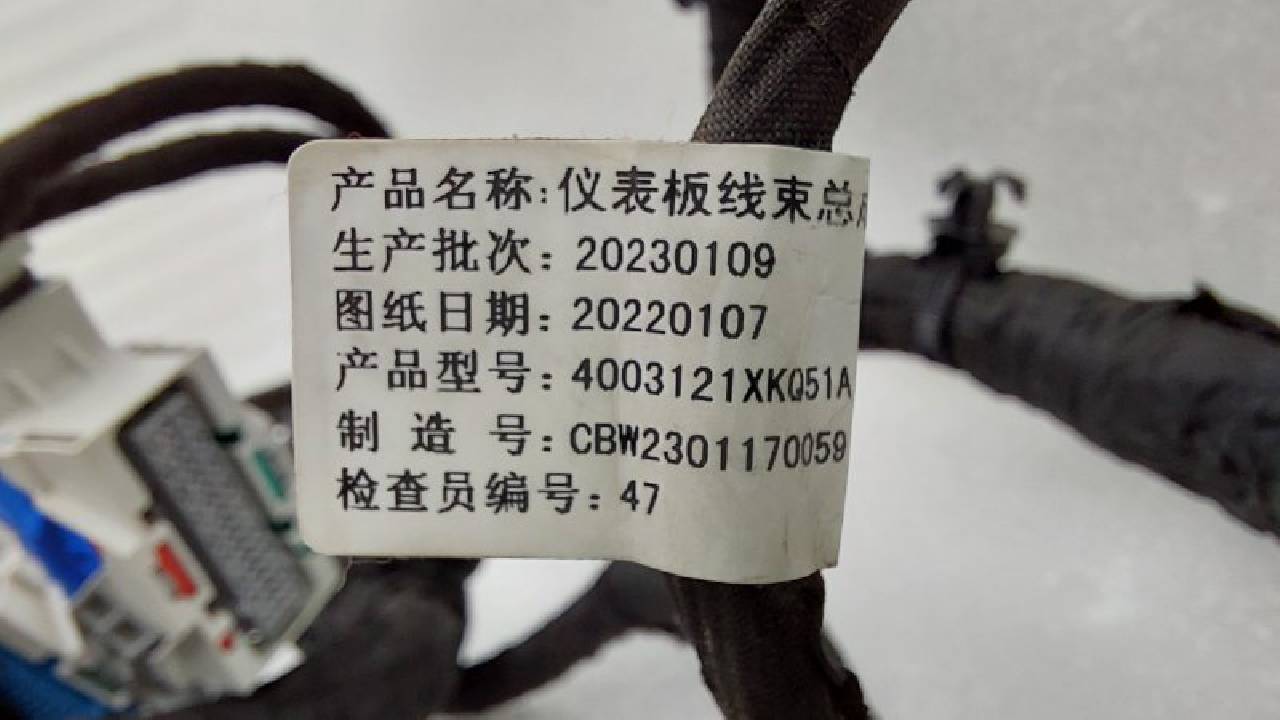 产品名称:仪表板线束总
生产批次: 20230109
图纸日期: 20220107
产品型号: 4003121XKQ51A
制 造 号: CBW2301170059
检查员编号: 47